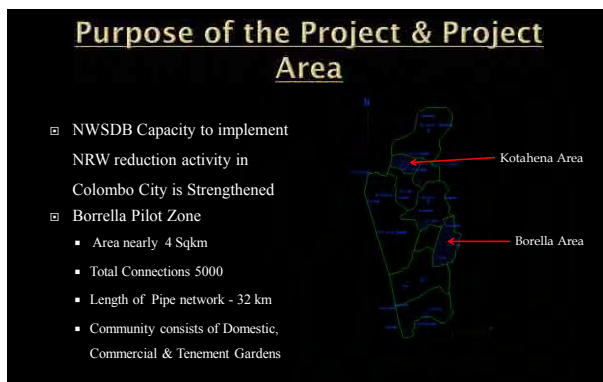 Purpose of the Project & Project
Area
NWSDB Capacity to implement
NRW reduction activity in
Colombo City is Strengthened
Borrella Pilot Zone
Area nearly 4 Sqkm
Total Connections 5000
Length of Pipe network - 32 km
Community consists of Domestic,
Commercial & Tenement Gardens
N
Kotahena Area
Borella Area